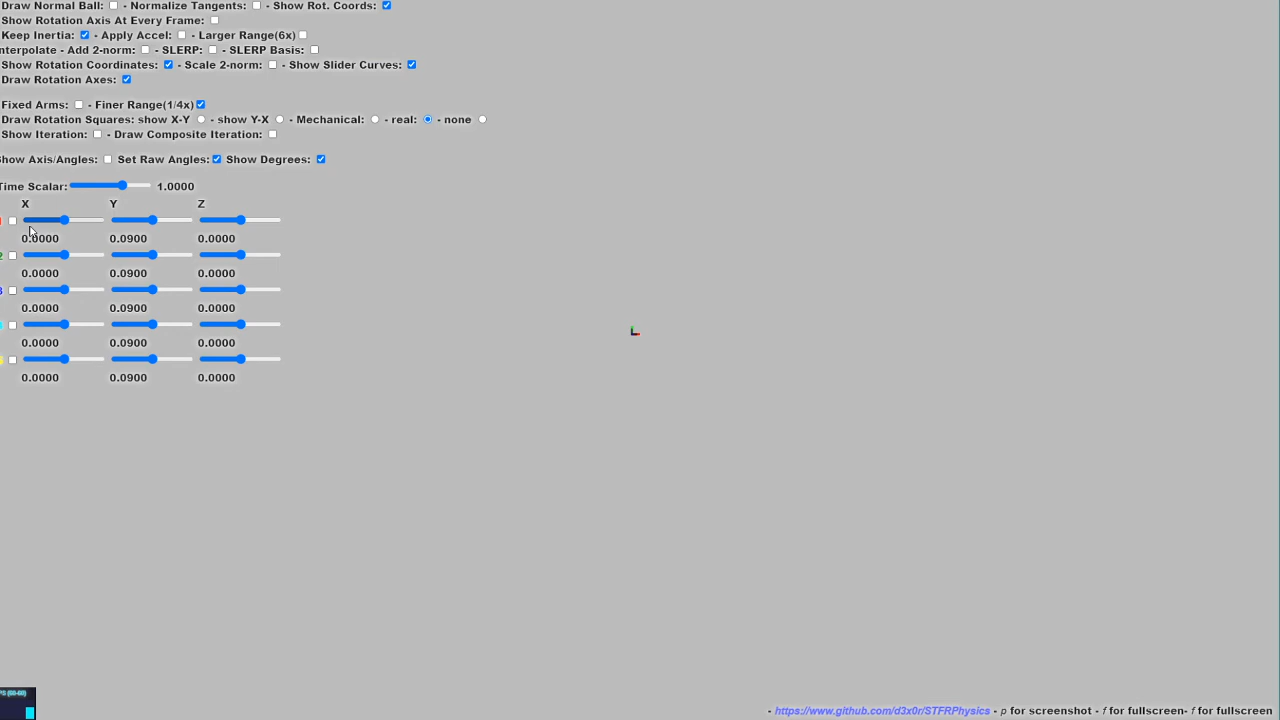 Draw Normal Ball: - Normalize Tangents: - Show Rot. Coords:
Show Rotation Axis At Every Frame:
Keep Inertia: - Apply Accel: - Larger Range(6x)
nterpolate - Add 2-norm: - SLERP: - SLERP Basis:
Show Rotation Coordinates: - Scale 2-norm: - Show Slider Curves:
Draw Rotation Axes:
Fixed Arms: - Finer Range(1/4x)
Draw Rotation Squares: show X-Y - show Y-X - Mechanical: - real: - none
Show Iteration: - Draw Composite Iteration:
Show Axis/Angles: Set Raw Angles: Show Degrees:
Time Scalar: 1.0000
X Y Z
0.0000 0.0900 0.0000
2
0.0000 0.0900 0.0000
3
0.0000 0.0900 0.0000
0.0000 0.0900 0.0000
0.0000 0.0900 0.0000
- https://www.github.com/d3x0r/STFRPhysics - p for screenshot - f for fullscreen- f for fullscreen